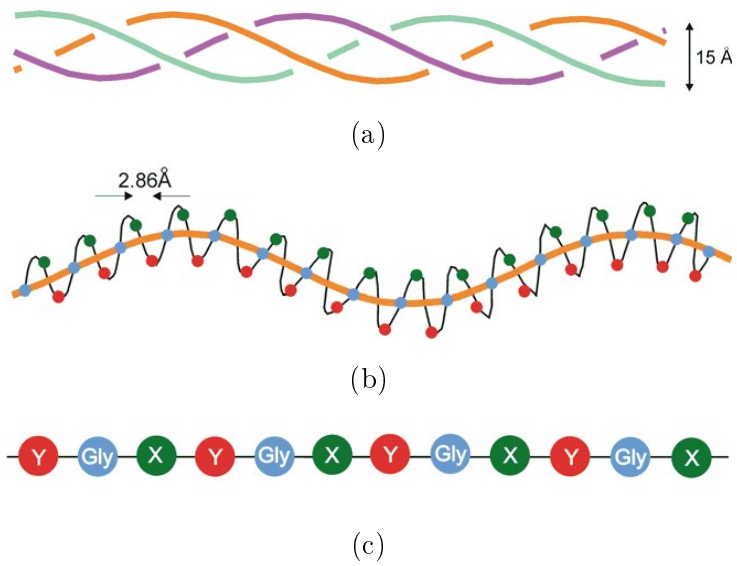 15 Å
(a)
2.86Å
(b)
Y Gly X Y Gly X Y Gly X Y Gly X
(c)